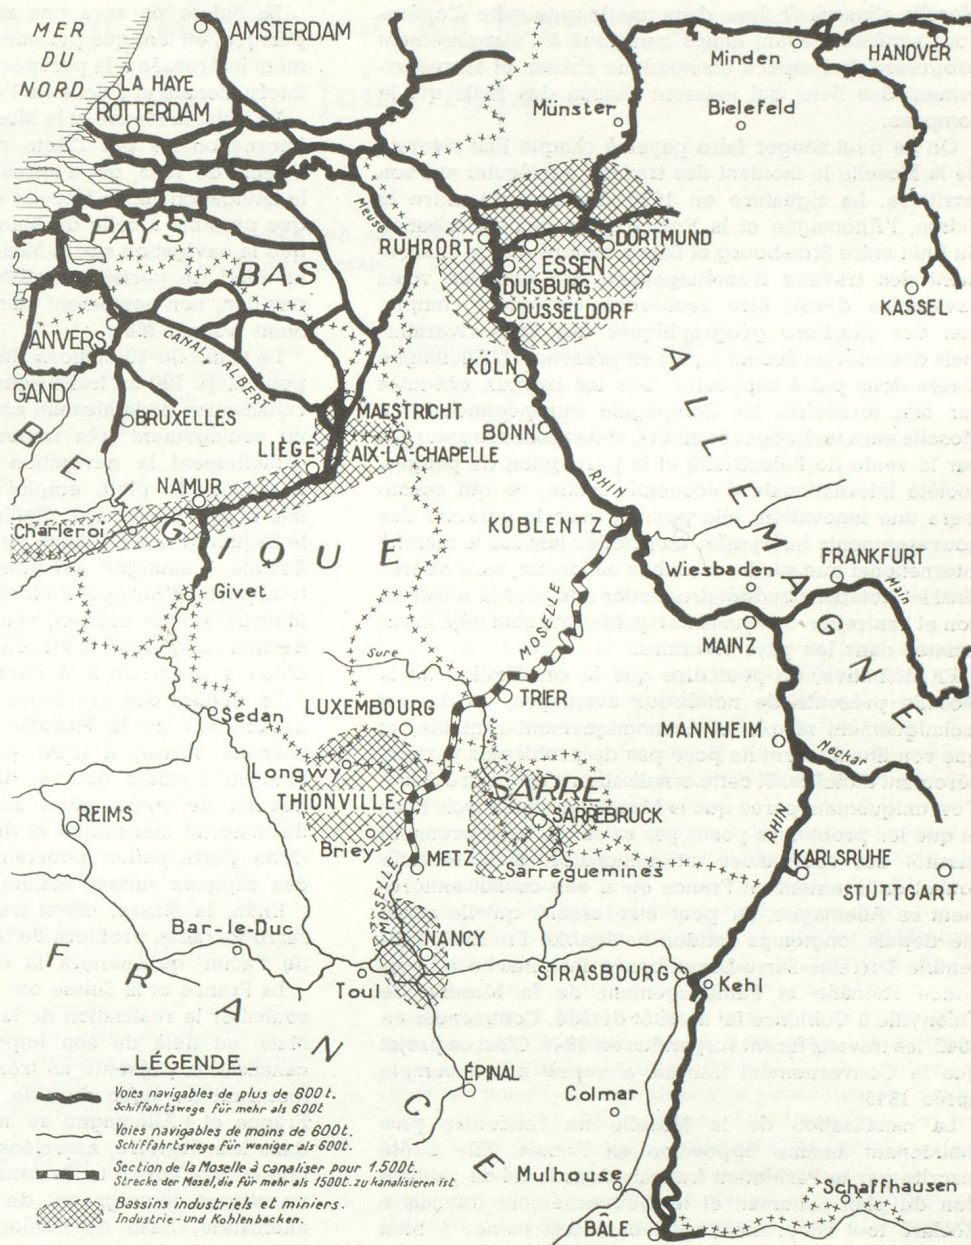 MER
DU
NORD
AMSTERDAM
LA HAYE
ROTTERDAM
Minden
HANOVER
Münster
Bielefeld
PAYS
BAS
Meuse
RUHRORT
DORTMUND
ESSEN
DUISBURG
DÜSSELDORF
KASSEL
ANVERS
GAND
CANAL ALBERT
BRUXELLES
KÖLN
MAESTRICHT
BONN
LIÈGE
AIX-LA-CHAPELLE
NAMUR
RHIN
Charleroi
KOBLENTZ
BELGIQUE
ALLEMAGNE
FRANKFURT
Wiesbaden
Main
Givet
MOSELLE
MAINZ
Sure
TRIER
Sedan
LUXEMBOURG
Sarre
MANNHEIM
Neckar
Longwy
SARRE
THIONVILLE
SARREBRUCK
REIMS
RHIN
Briey
METZ
KARLSRUHE
Sarreguemines
STUTTGART
MOSELLE
Bar-le-Duc
NANCY
Toul
STRASBOURG
Kehl
FRANCE
ÉPINAL
Colmar
Mulhouse
Schaffhausen
BALE
LÉGENDE
Voies navigables de plus de 600t.
Schiffahrtswege für mehr als 600t
Voies navigables de moins de 600t.
Schiffahrtswege für weniger als 600t.
Section de la Moselle à canaliser pour 1.500t.
Strecke der Mosel, die für mehr als 1500t. zu kanalisieren ist.
Bassins industriels et miniers.
Industrie- und Kohlenbecken.